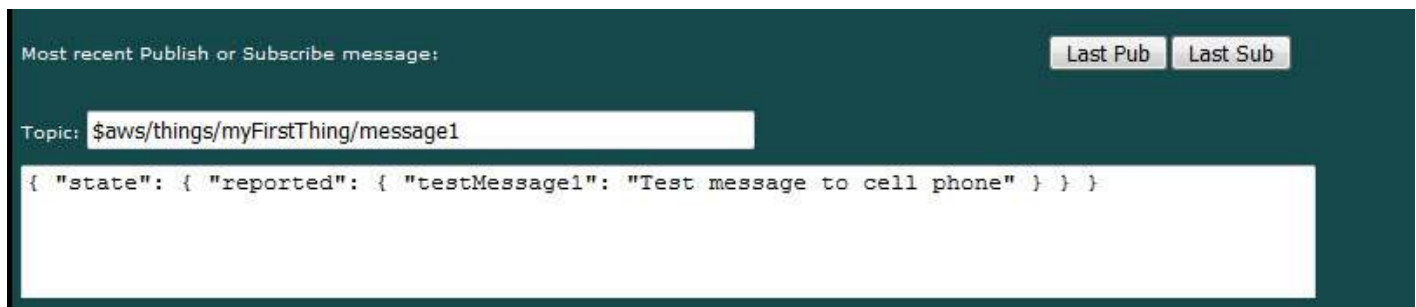 Most recent Publish or Subscribe message: Last Pub Last Sub
Topic: $aws/things/myFirstThing/message1
{ "state": { "reported": { "testMessage1": "Test message to cell phone" } } }